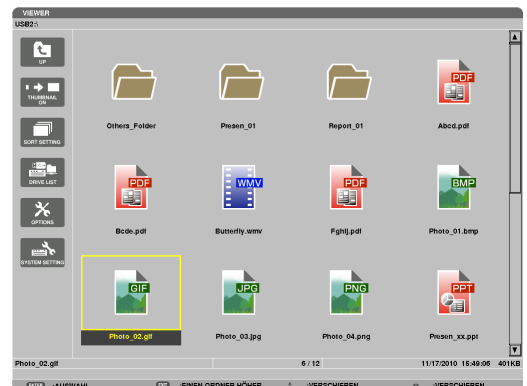 VIEWER
USB2:\
UP
THUMBNAIL
ON
SORT SETTING
DRIVE LIST
OPTIONS
SYSTEM SETTING
Others_Folder
Presen_01
Report_01
PDF
Abcd.pdf
PDF
Bcde.pdf
WMV
Butterfly.wmv
PDF
Fghij.pdf
BMP
Photo_01.bmp
GIF
Photo_02.gif
JPG
Photo_03.jpg
PNG
Photo_04.png
PPT
Presen_xx.ppt
Photo_02.gif 6 / 12 11/17/2010 15:49:06 401KB
:AUSWAHL :EINEN ORDNER HÖHER :VERSCHIEBEN :VERSCHIEBEN